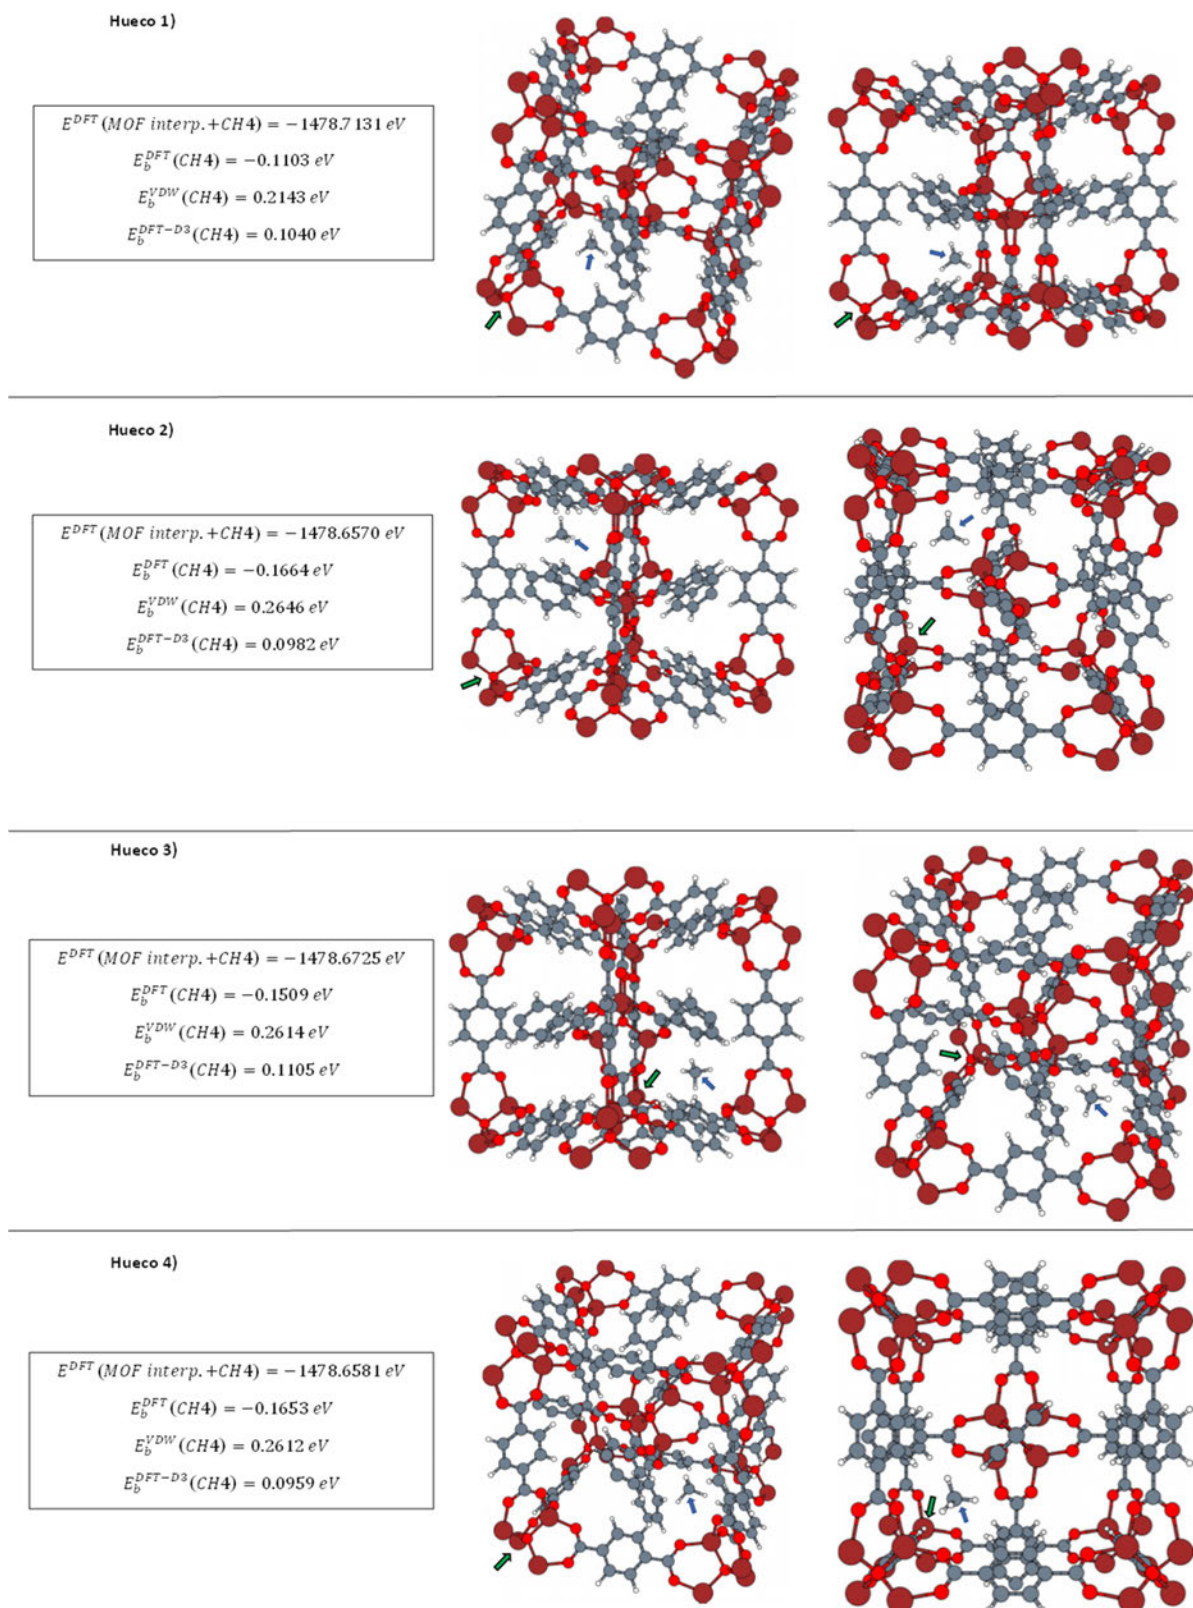 Hueco 1)
E^DFT(MOF interp.+CH4) = −1478.7131 eV
E_b^DFT(CH4) = −0.1103 eV
E_b^VDW(CH4) = 0.2143 eV
E_b^DFT−D3(CH4) = 0.1040 eV
Hueco 2)
E^DFT(MOF interp.+CH4) = −1478.6570 eV
E_b^DFT(CH4) = −0.1664 eV
E_b^VDW(CH4) = 0.2646 eV
E_b^DFT−D3(CH4) = 0.0982 eV
Hueco 3)
E^DFT(MOF interp.+CH4) = −1478.6725 eV
E_b^DFT(CH4) = −0.1509 eV
E_b^VDW(CH4) = 0.2614 eV
E_b^DFT−D3(CH4) = 0.1105 eV
Hueco 4)
E^DFT(MOF interp.+CH4) = −1478.6581 eV
E_b^DFT(CH4) = −0.1653 eV
E_b^VDW(CH4) = 0.2612 eV
E_b^DFT−D3(CH4) = 0.0959 eV